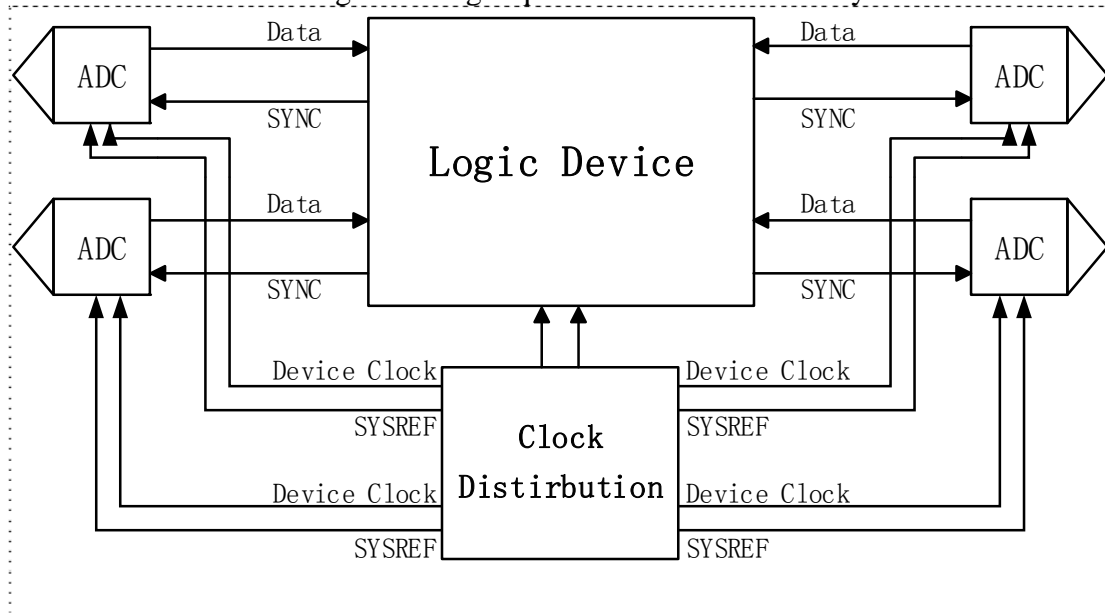 Data
Data
ADC
ADC
SYNC
SYNC
Logic Device
Data
Data
ADC
ADC
SYNC
SYNC
Device Clock
Device Clock
SYSREF
SYSREF
Clock
Distirbution
Device Clock
Device Clock
SYSREF
SYSREF